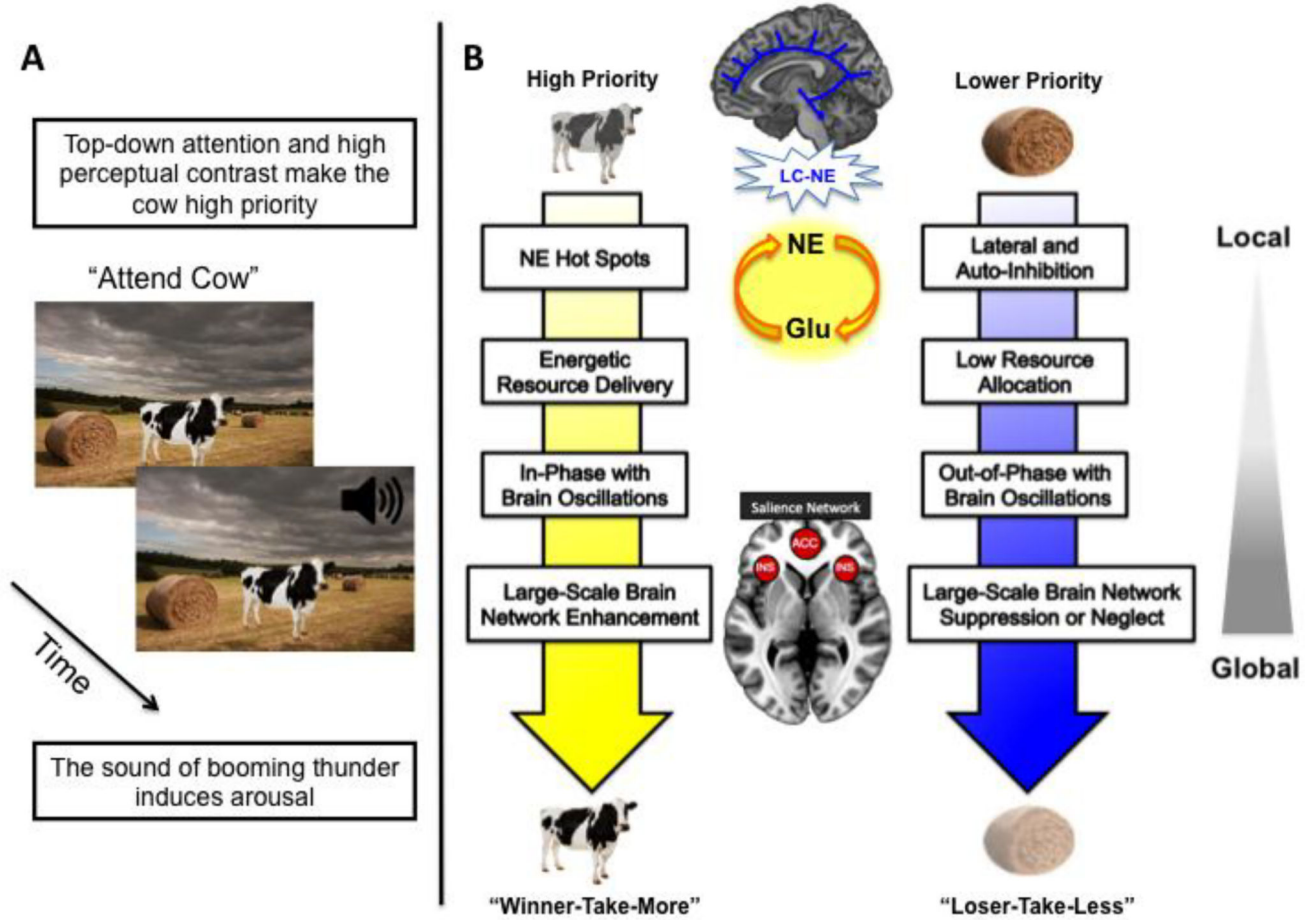 A
Top-down attention and high
perceptual contrast make the
cow high priority
“Attend Cow”
Time
The sound of booming thunder
induces arousal
B
High Priority
NE Hot Spots
Energetic
Resource Delivery
In-Phase with
Brain Oscillations
Large-Scale Brain
Network Enhancement
“Winner-Take-More”
LC-NE
NE
Glu
Salience Network
ACC
INS
INS
Lower Priority
Lateral and
Auto-Inhibition
Low Resource
Allocation
Out-of-Phase with
Brain Oscillations
Large-Scale Brain Network
Suppression or Neglect
“Loser-Take-Less”
Local
Global